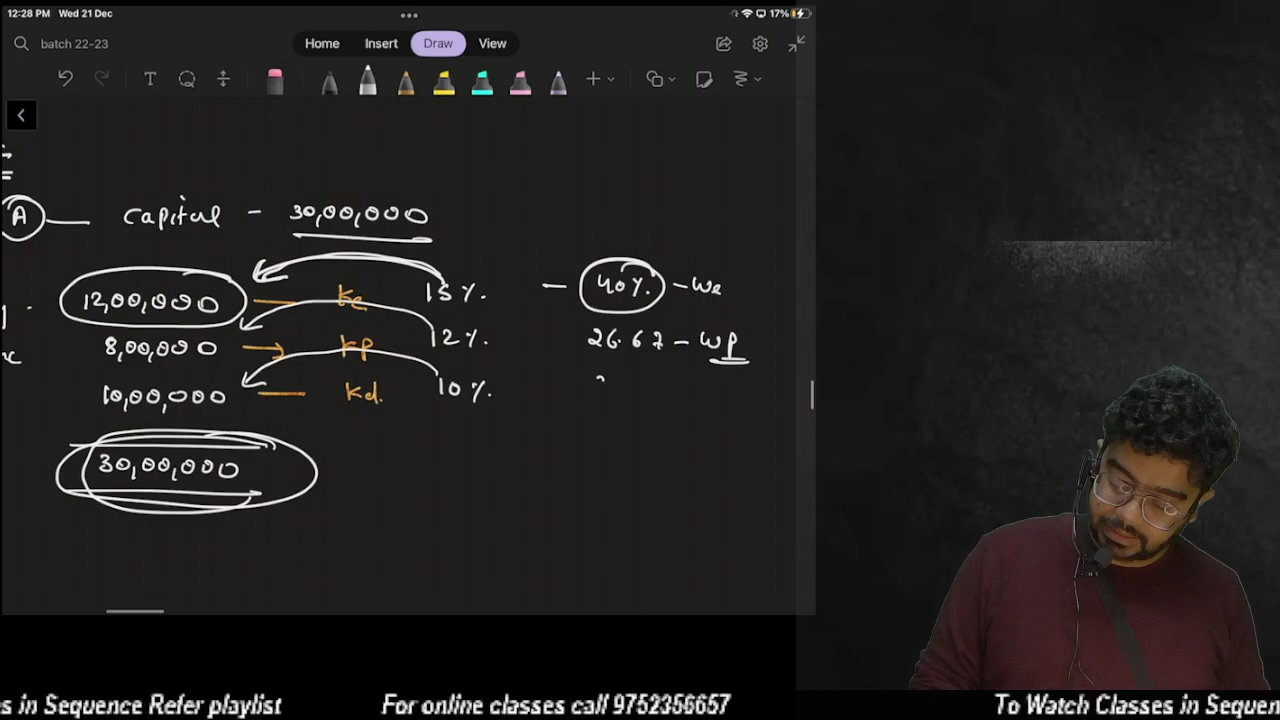 12:28 PM Wed 21 Dec
17%
batch 22-23
Home Insert Draw View
A — capital - 30,00,000
12,00,000 — Ke 15 %. — 40%. - We
8,00,000 → Kp 12 %. 26.67 - Wp
10,00,000 — Kd. 10 %.
30,00,000
s in Sequence Refer playlist For online classes call 9752356657 To Watch Classes in Sequen